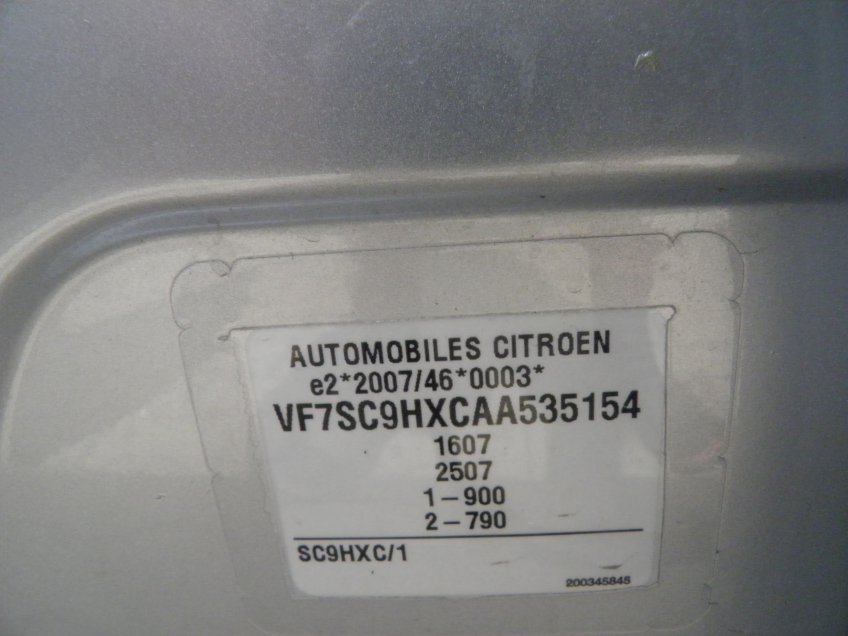 AUTOMOBILES CITROEN
e2*2007/46*0003*
VF7SC9HXCAA535154
1607
2507
1-900
2-790
SC9HXC/1
200345845